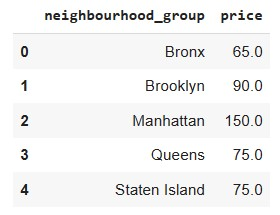 neighbourhood_group price
0 Bronx 65.0
1 Brooklyn 90.0
2 Manhattan 150.0
3 Queens 75.0
4 Staten Island 75.0